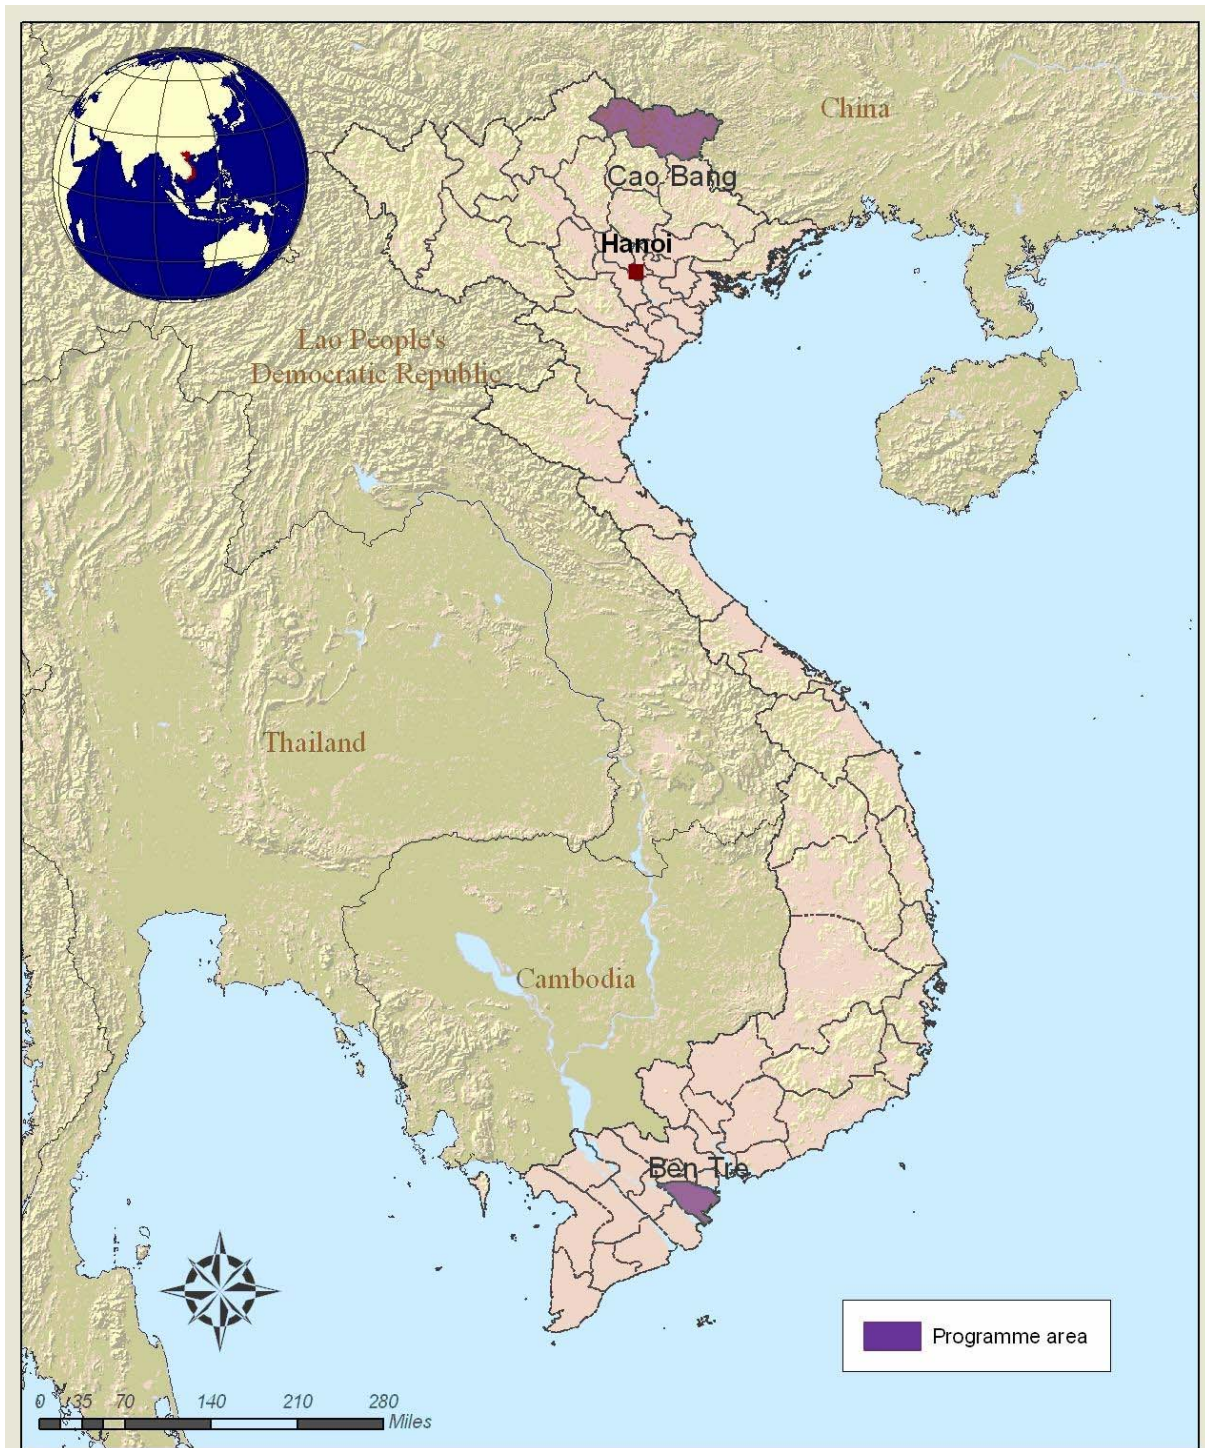 China
Cao Bang
Hanoi
Lao People's
Democratic Republic
Thailand
Cambodia
Ben Tre
Programme area
0 35 70 140 210 280
Miles